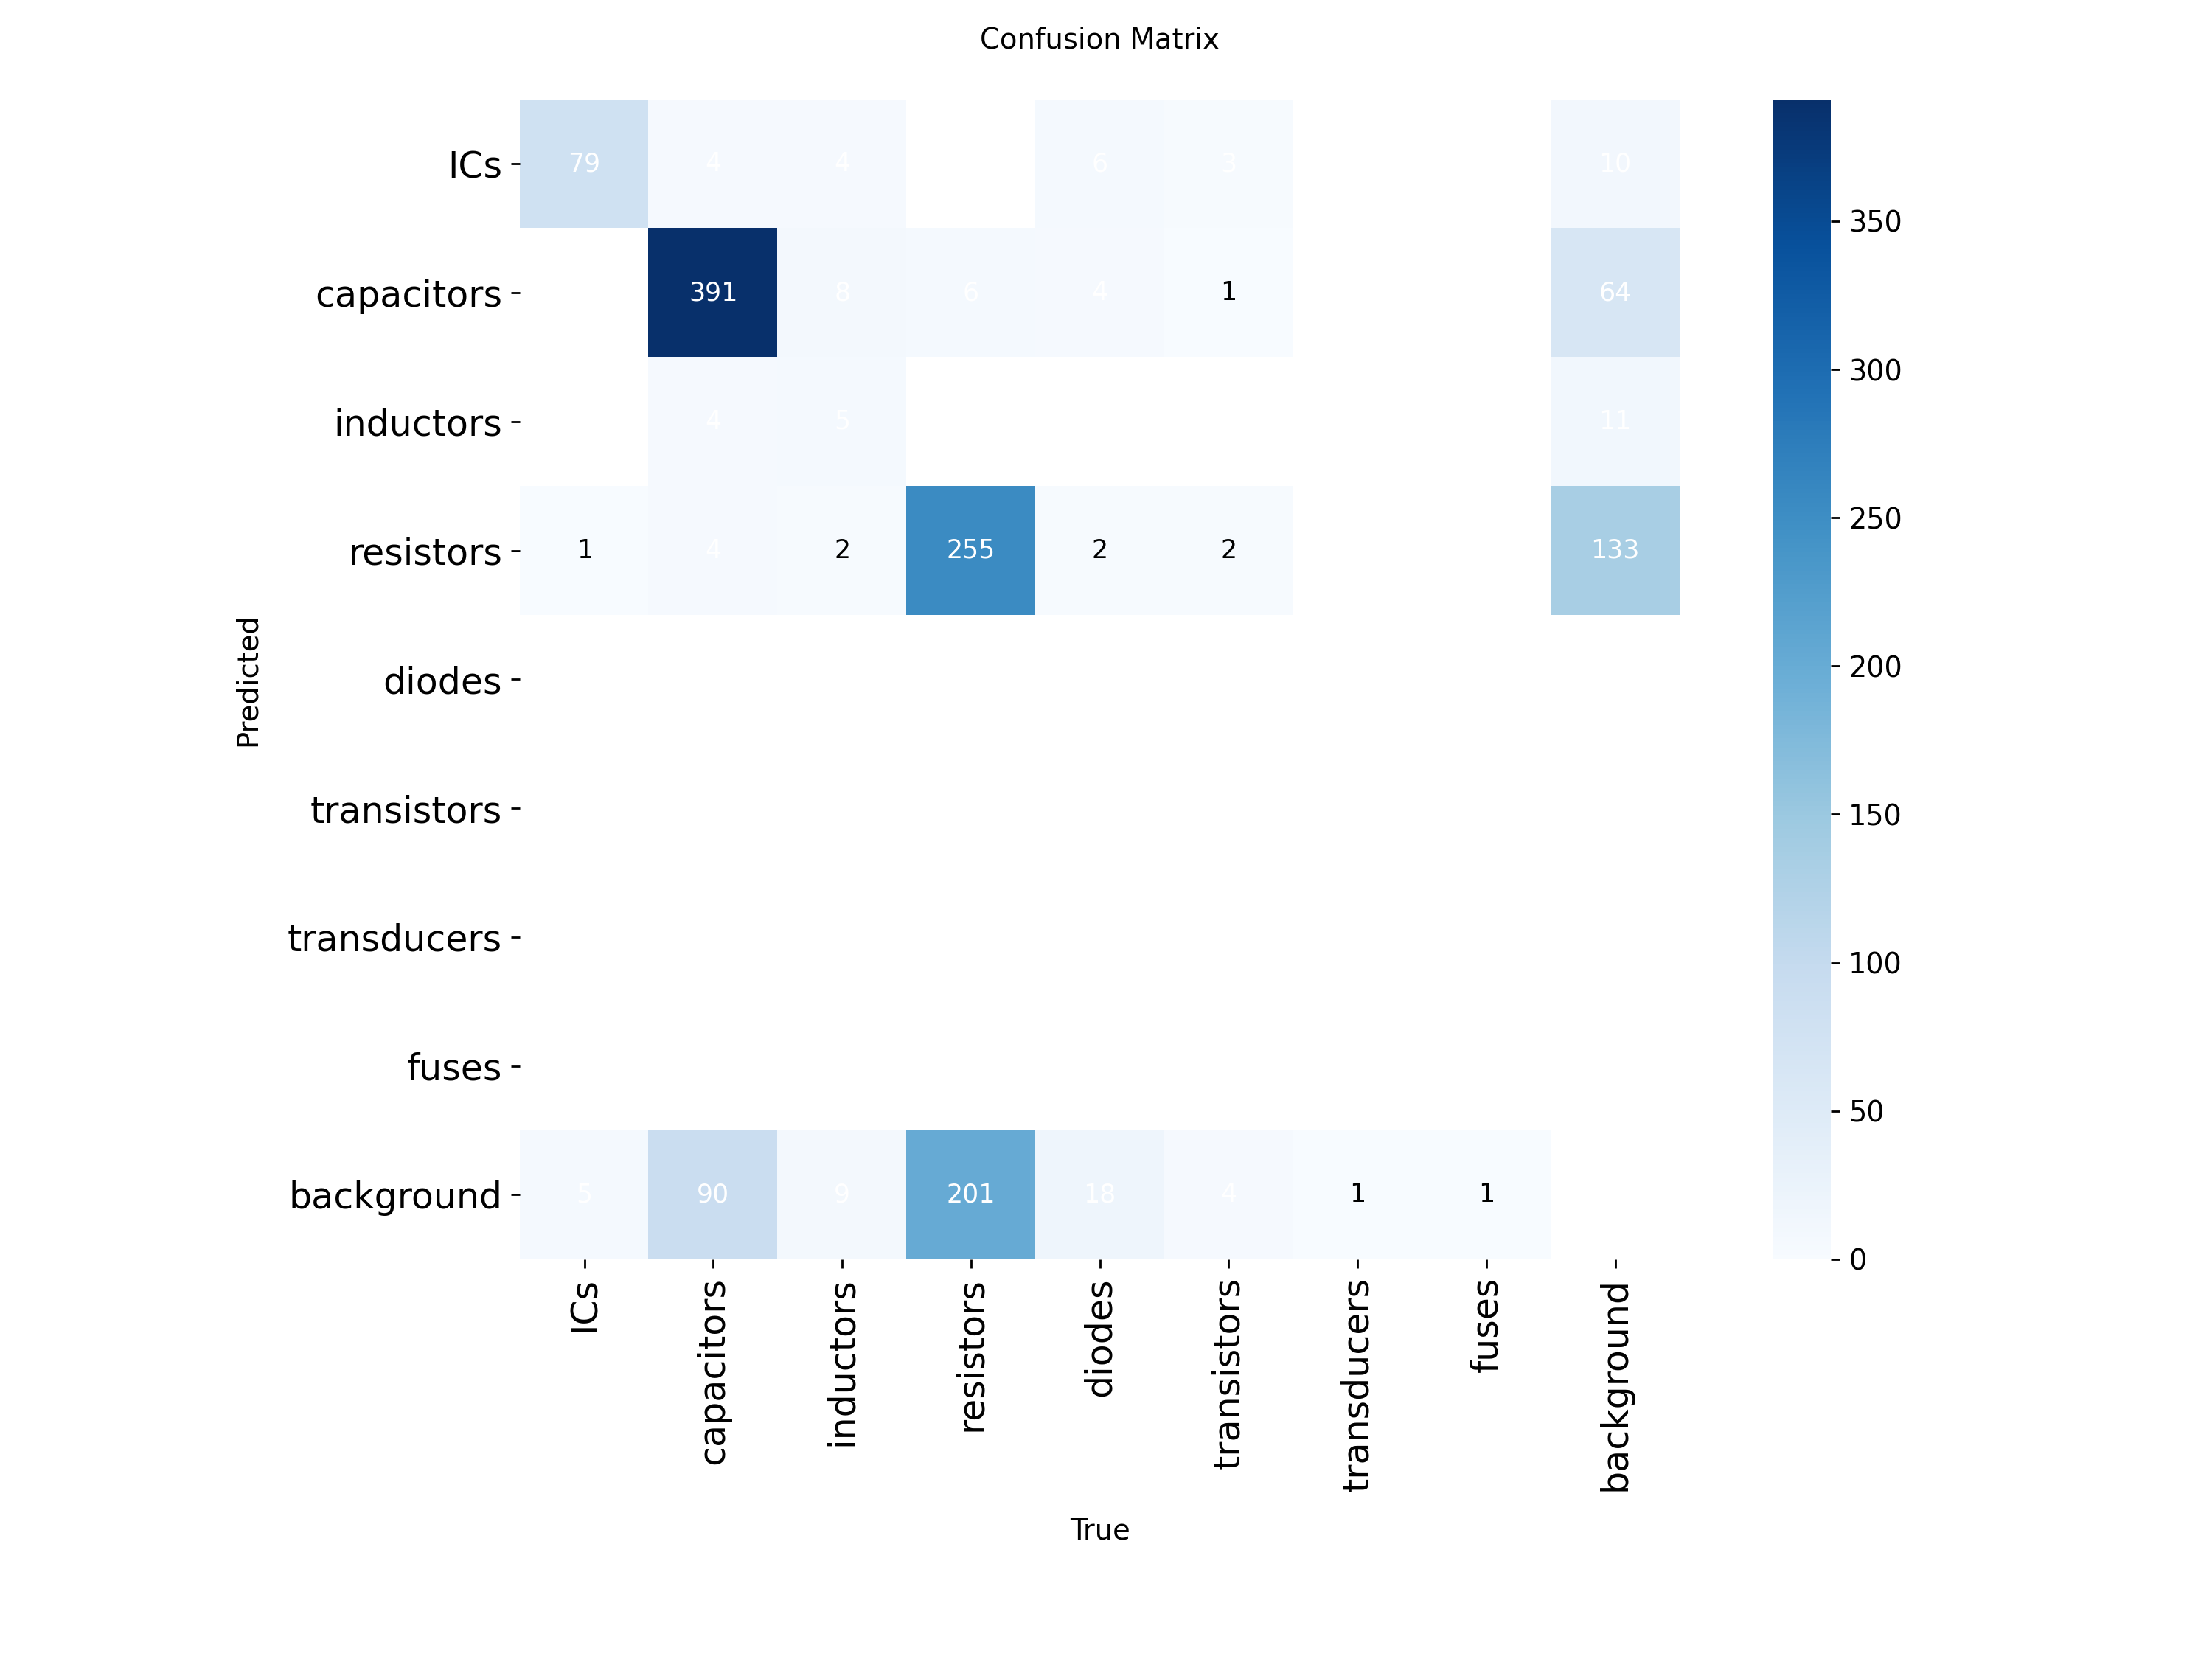 Confusion Matrix
ICs 79 4 4 6 3 10
capacitors 391 8 6 4 1 64
inductors 4 5 11
resistors 1 4 2 255 2 2 133
diodes
transistors
transducers
fuses
background 5 90 9 201 18 4 1 1
Predicted
ICs capacitors inductors resistors diodes transistors transducers fuses background
True
350
300
250
200
150
100
50
0